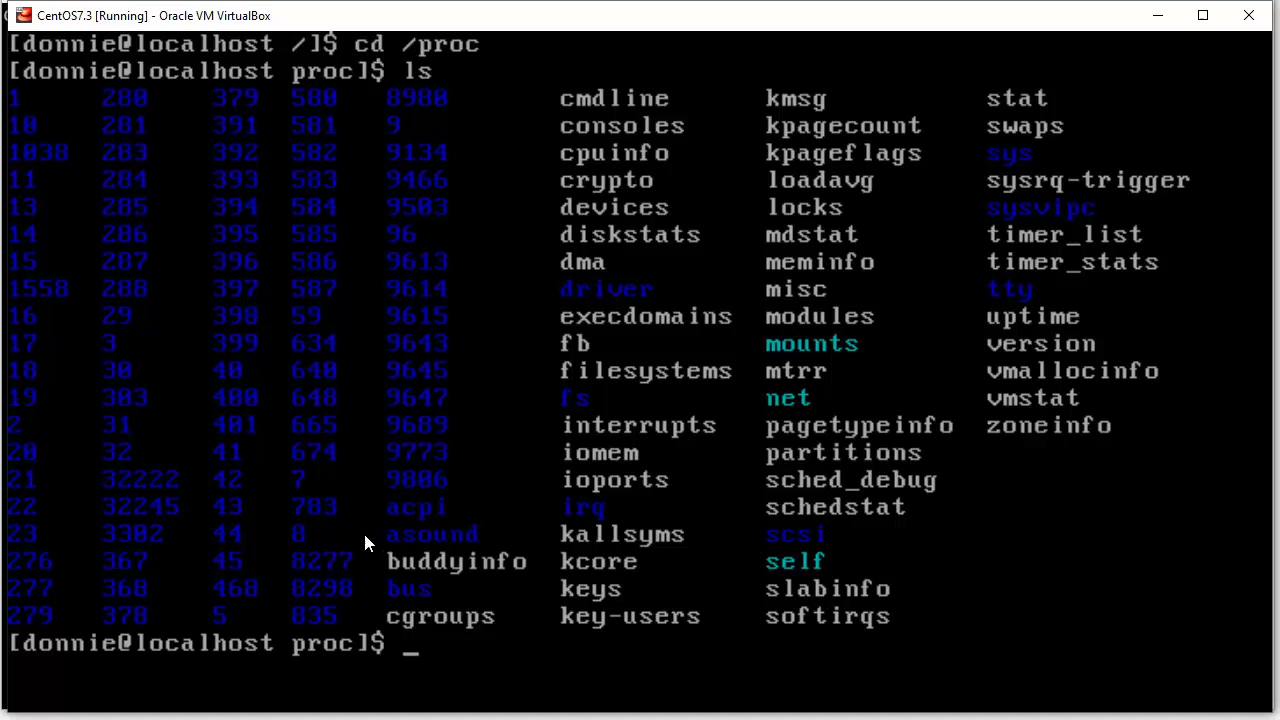 CentOS7.3 [Running] - Oracle VM VirtualBox
[donnie@localhost /]$ cd /proc
[donnie@localhost proc]$ ls
1 280 379 580 8980 cmdline kmsg stat
10 281 391 581 9 consoles kpagecount swaps
1038 283 392 582 9134 cpuinfo kpageflags sys
11 284 393 583 9466 crypto loadavg sysrq-trigger
13 285 394 584 9503 devices locks sysvipc
14 286 395 585 96 diskstats mdstat timer_list
15 287 396 586 9613 dma meminfo timer_stats
1558 288 397 587 9614 driver misc tty
16 29 398 59 9615 execdomains modules uptime
17 3 399 634 9643 fb mounts version
18 30 40 640 9645 filesystems mtrr vmallocinfo
19 303 400 648 9647 fs net vmstat
2 31 401 665 9689 interrupts pagetypeinfo zoneinfo
20 32 41 674 9773 iomem partitions
21 32222 42 7 9806 ioports sched_debug
22 32245 43 783 acpi irq schedstat
23 3302 44 8 asound kallsyms scsi
276 367 45 8277 buddyinfo kcore self
277 368 468 8298 bus keys slabinfo
279 378 5 835 cgroups key-users softirqs
[donnie@localhost proc]$ _